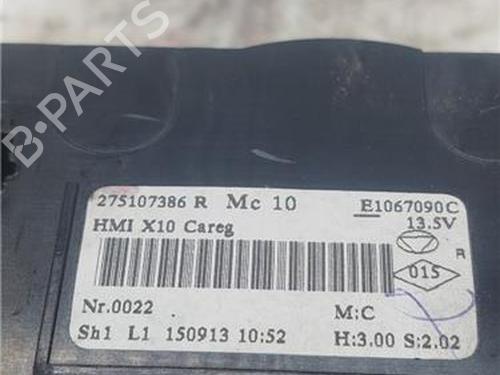 B-PARTS
275107386 R Mc 10 E1067090C
HMI X10 Careg 13.5V
R
015
Nr.0022 M:C
Sh1 L1 150913 10:52 H:3.00 S:2.02